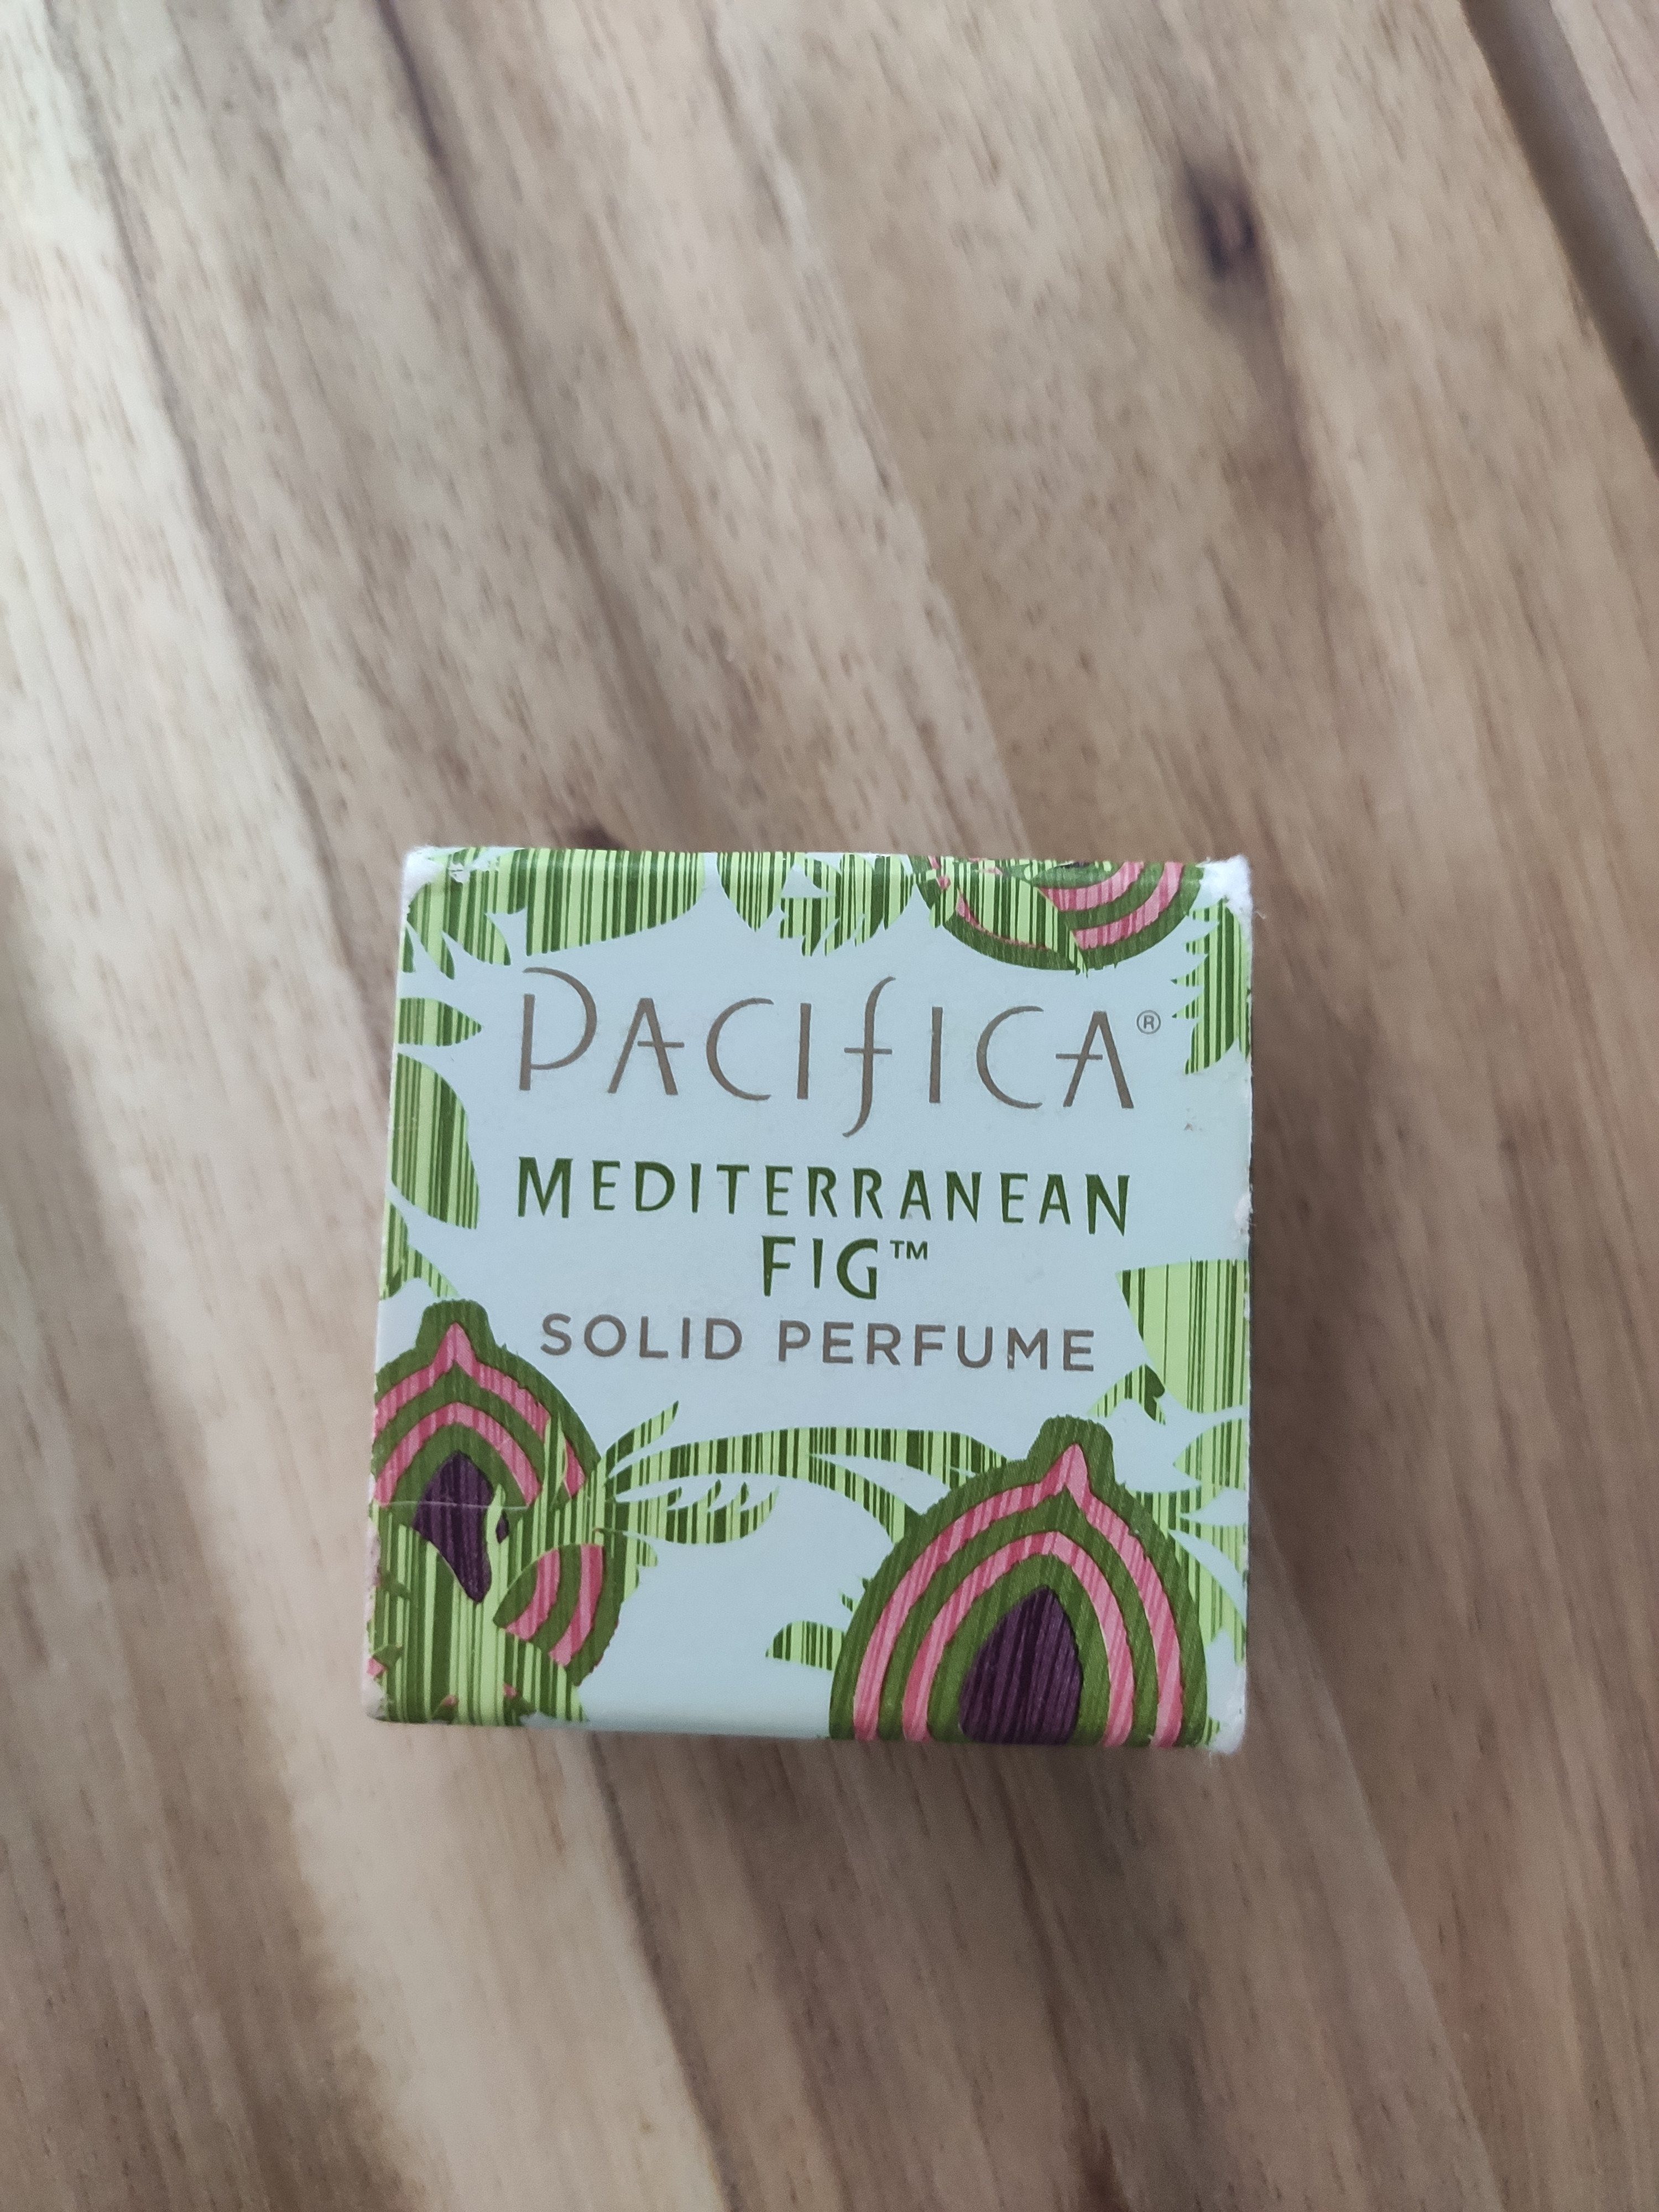 PACIFICA®
MEDITERRANEAN
FIG™
SOLID PERFUME